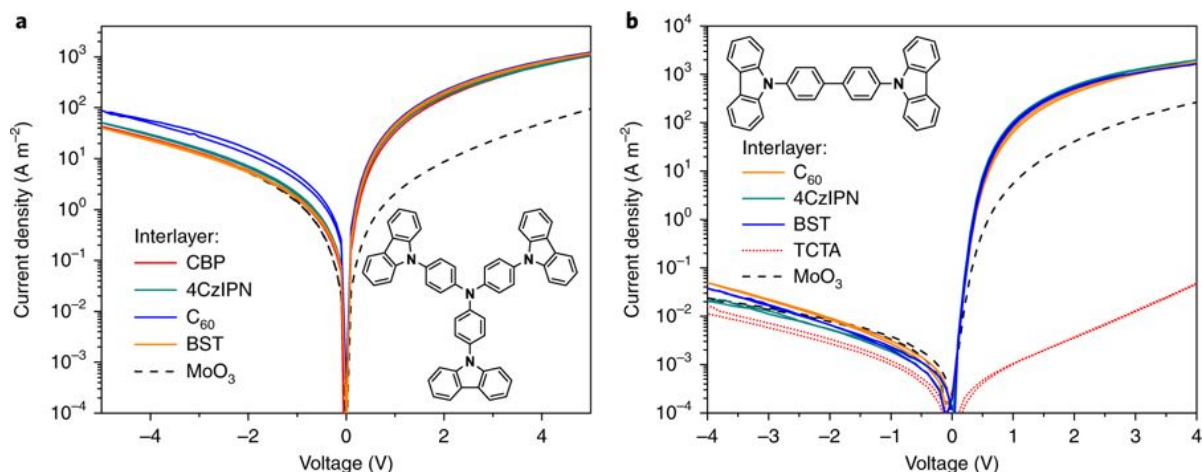 a
Current density (A m⁻²)
10³
10²
10¹
10⁰
10⁻¹
10⁻²
10⁻³
10⁻⁴
Interlayer:
CBP
4CzIPN
C₆₀
BST
MoO₃
N
N
N
N
−4
−2
0
2
4
Voltage (V)
b
Current density (A m⁻²)
10⁴
10³
10²
10¹
10⁰
10⁻¹
10⁻²
10⁻³
10⁻⁴
N
N
Interlayer:
C₆₀
4CzIPN
BST
TCTA
MoO₃
−4
−3
−2
−1
0
1
2
3
4
Voltage (V)